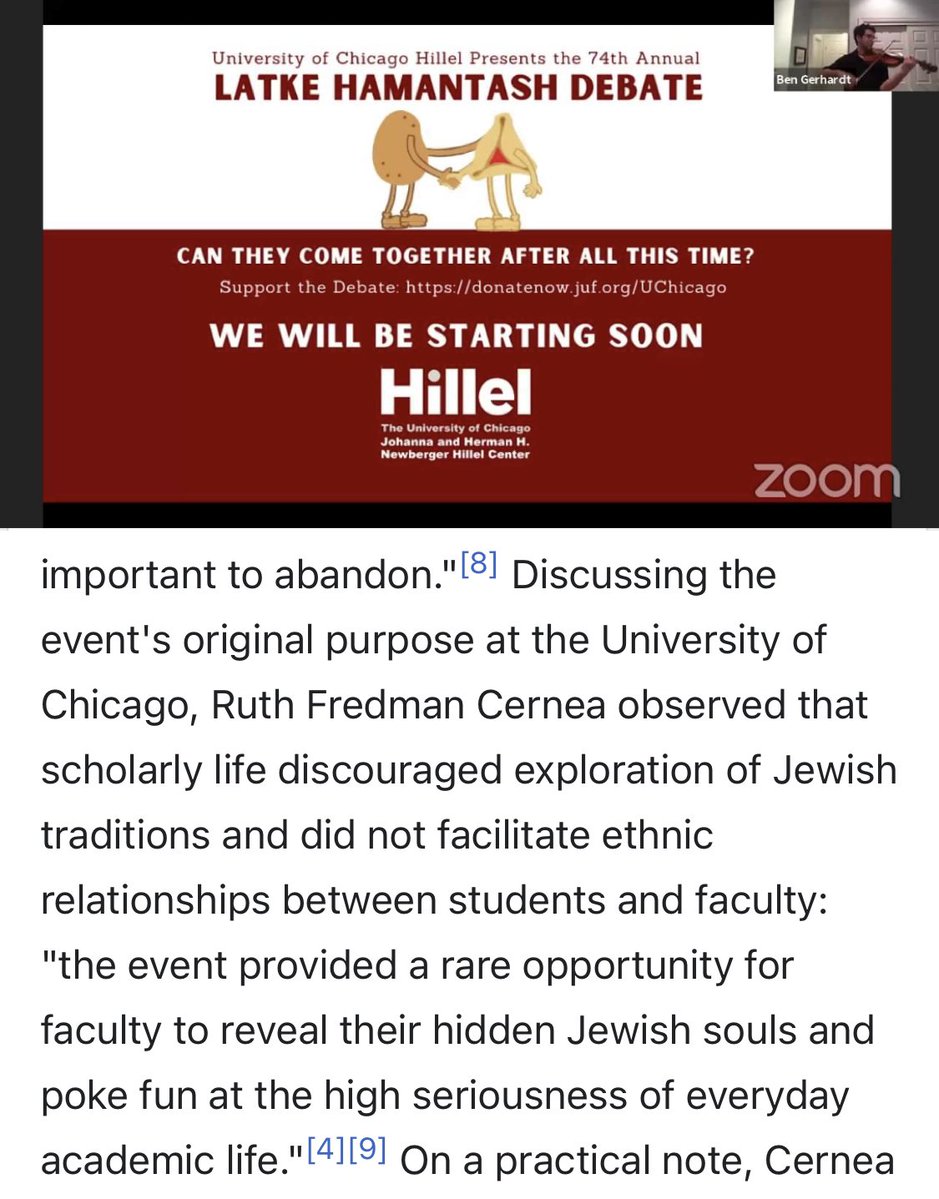 University of Chicago Hillel Presents the 74th Annual
LATKE HAMANTASH DEBATE
Ben Gerhardt
CAN THEY COME TOGETHER AFTER ALL THIS TIME?
Support the Debate: https://donatenow.juf.org/UChicago
WE WILL BE STARTING SOON
Hillel
The University of Chicago
Johanna and Herman H.
Newberger Hillel Center
zoom
important to abandon."[8] Discussing the
event's original purpose at the University of
Chicago, Ruth Fredman Cernea observed that
scholarly life discouraged exploration of Jewish
traditions and did not facilitate ethnic
relationships between students and faculty:
"the event provided a rare opportunity for
faculty to reveal their hidden Jewish souls and
poke fun at the high seriousness of everyday
academic life."[4][9] On a practical note, Cernea